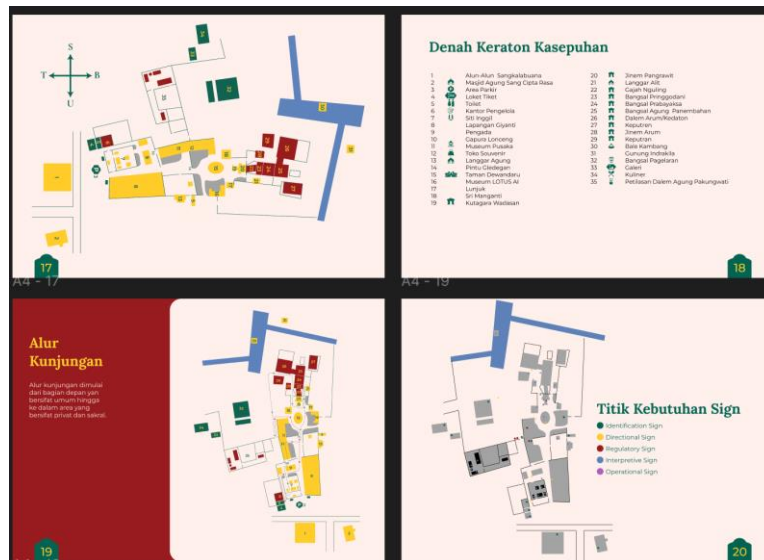 S
T
B
U
17
A4 - 17
Denah Keraton Kasepuhan
1 Alun-Alun Sangkalabuana
2 Masjid Agung Sang Cipta Rasa
3 Area Parkir
4 Loket Tiket
5 Toilet
6 Kantor Pengelola
7 Siti Inggil
8 Lapangan Giyanti
9 Pengada
10 Gapura Lonceng
11 Museum Pusaka
12 Toko Souvenir
13 Langgar Agung
14 Pintu Gledegan
15 Taman Dewandaru
16 Museum LOTUS AI
17 Lunjuk
18 Sri Manganti
19 Kutagara Wadasan
20 Jinem Pangrawit
21 Langgar Alit
22 Gajah Nguling
23 Bangsal Pringgodani
24 Bangsal Prabayaksa
25 Bangsal Agung Panembahan
26 Dalem Arum/Kedaton
27 Keputren
28 Jinem Arum
29 Keputran
30 Bale Kambang
31 Gunung Indrakila
32 Bangsal Pagelaran
33 Galeri
34 Kuliner
35 Petilasan Dalem Agung Pakungwati
18
A4 - 19
Alur
Kunjungan
Alur kunjungan dimulai
dari bagian depan yan
bersifat umum hingga
ke dalam area yang
bersifat privat dan sakral.
19
Titik Kebutuhan Sign
Identification Sign
Directional Sign
Regulatory Sign
Interpretive Sign
Operational Sign
20